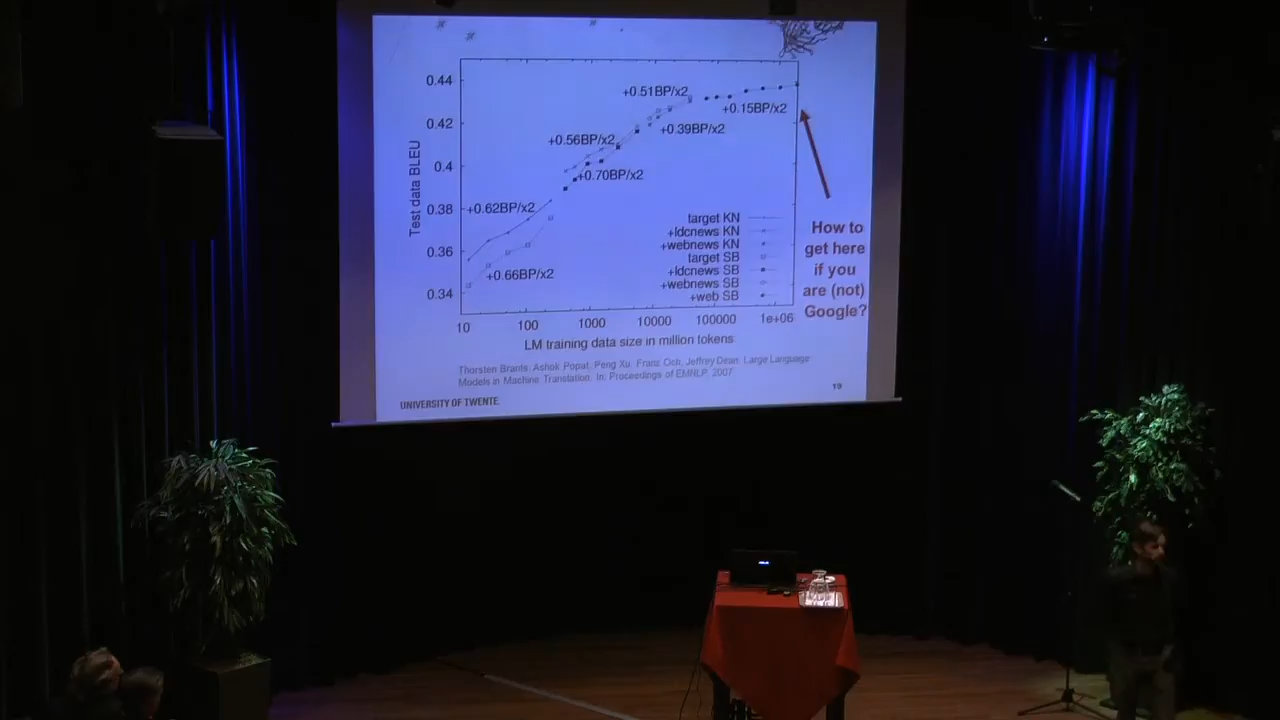 0.44
0.42
0.4
0.38
0.36
0.34
Test data BLEU
+0.51BP/x2
+0.15BP/x2
+0.39BP/x2
+0.56BP/x2
+0.70BP/x2
+0.62BP/x2
+0.66BP/x2
target KN
+ldcnews KN
+webnews KN
target SB
+ldcnews SB
+webnews SB
+web SB
10 100 1000 10000 100000 1e+06
LM training data size in million tokens
How to
get here
if you
are (not)
Google?
Thorsten Brants, Ashok Popat, Peng Xu, Franz Och, Jeffrey Dean, Large Language
Models in Machine Translation. In: Proceedings of EMNLP, 2007
19
UNIVERSITY OF TWENTE.